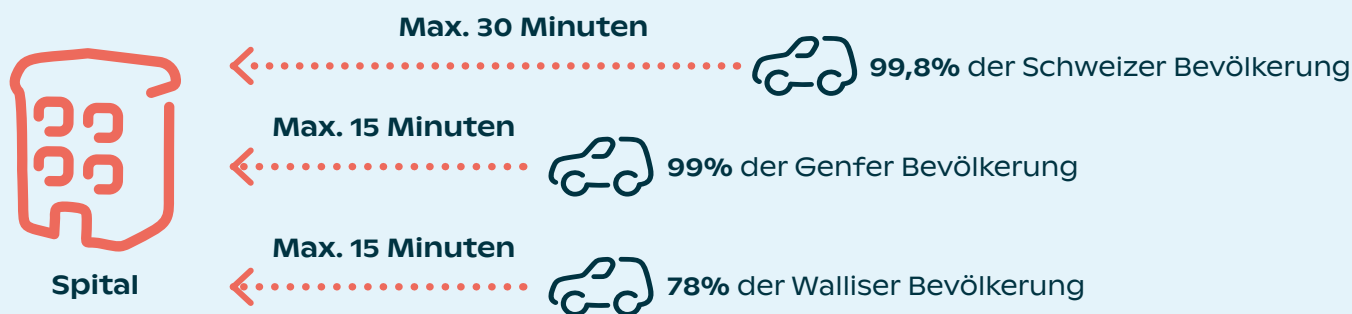 Max. 30 Minuten
99,8% der Schweizer Bevölkerung
Max. 15 Minuten
99% der Genfer Bevölkerung
Max. 15 Minuten
78% der Walliser Bevölkerung
Spital